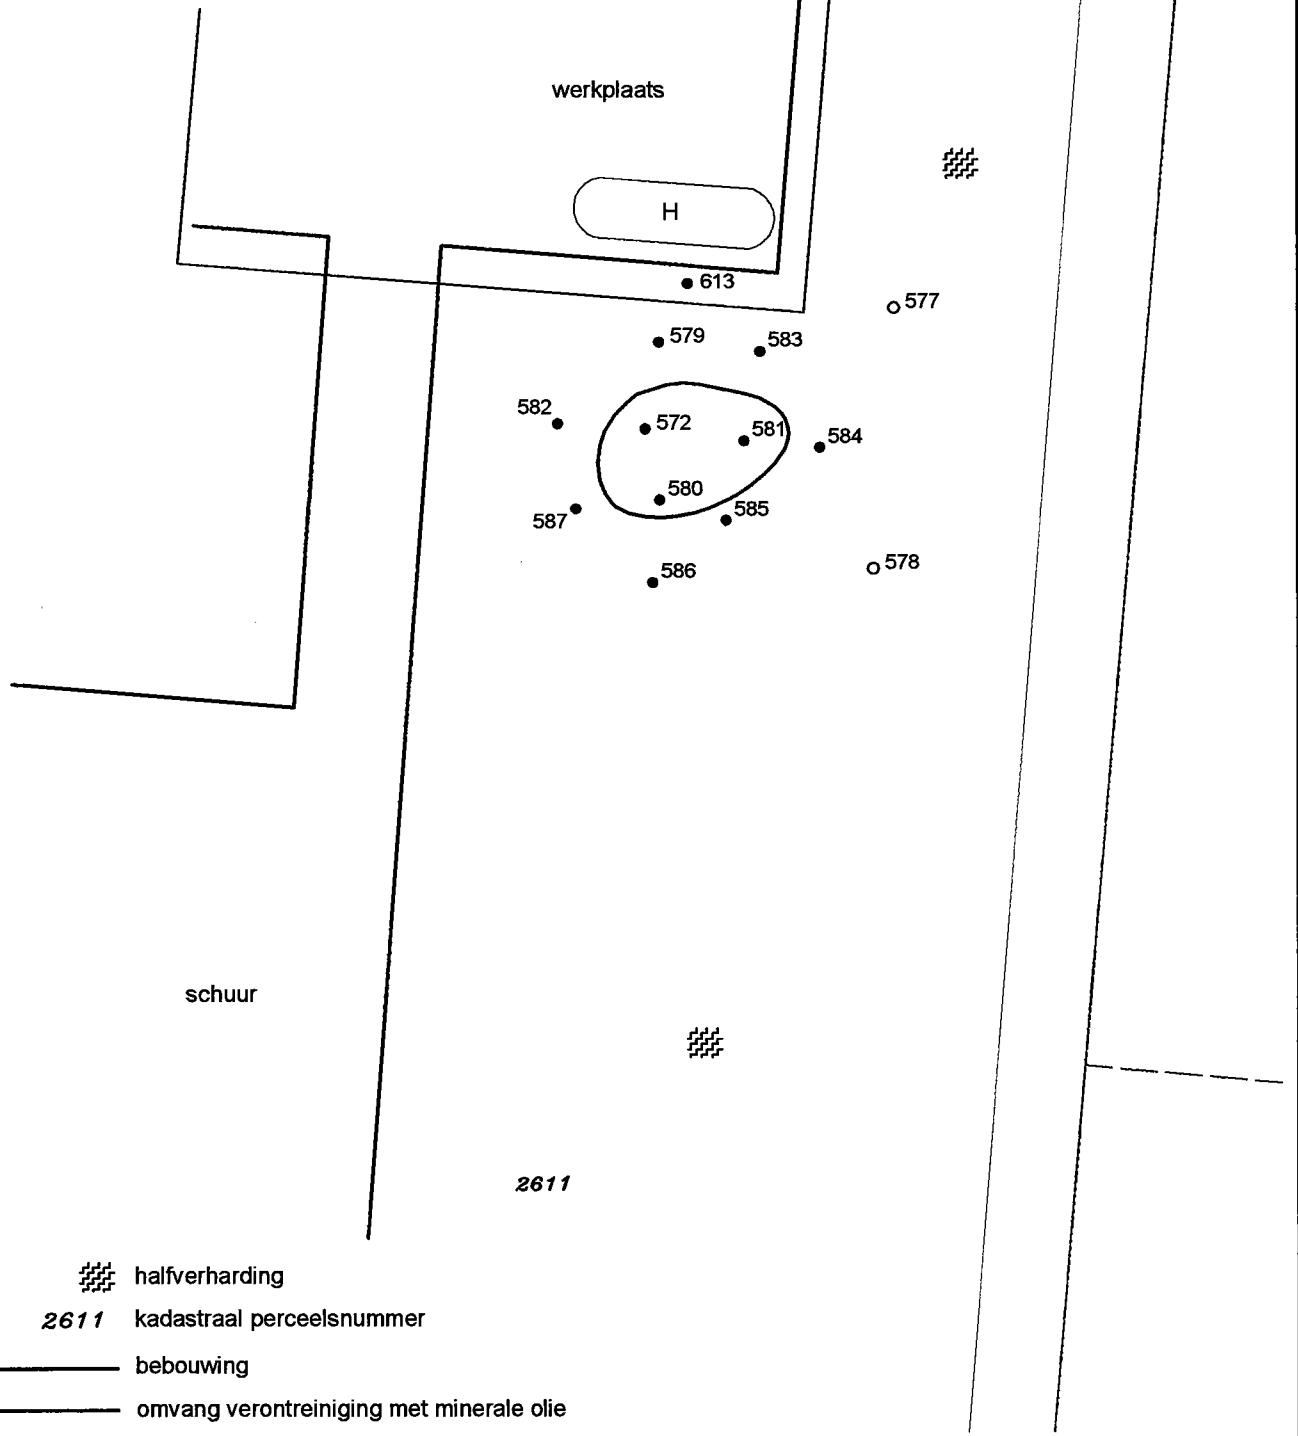 werkplaats
H
613
577
579
583
582
572
581
584
580
587
585
586
578
schuur
2611
halfverharding
2611 kadastraal perceelsnummer
bebouwing
omvang verontreiniging met minerale olie